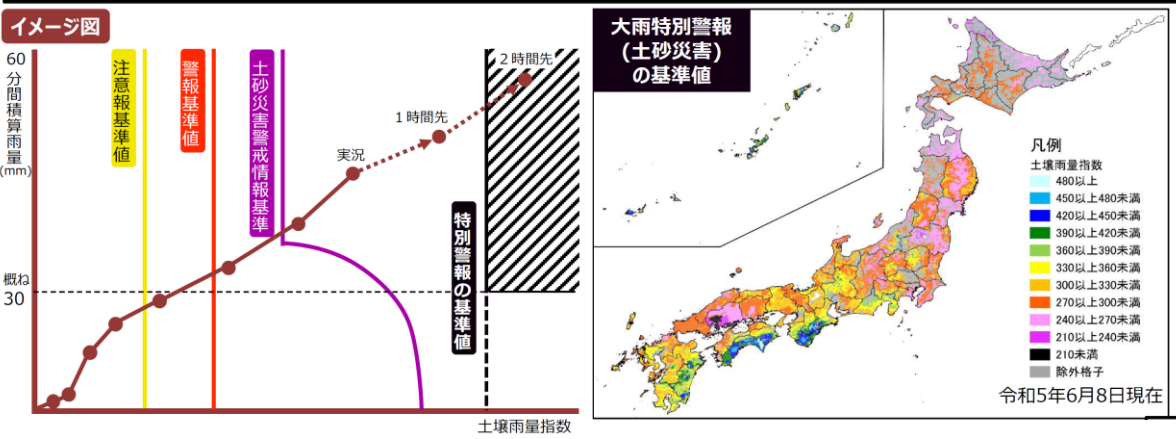 イメージ図
60
分間積算雨量
(mm)
概ね
30
注意報基準値
警報基準値
土砂災害警戒情報基準
実況
1時間先
2時間先
特別警報の基準値
土壌雨量指数
大雨特別警報
(土砂災害)
の基準値
凡例
土壌雨量指数
480以上
450以上480未満
420以上450未満
390以上420未満
360以上390未満
330以上360未満
300以上330未満
270以上300未満
240以上270未満
210以上240未満
210未満
除外格子
令和5年6月8日現在